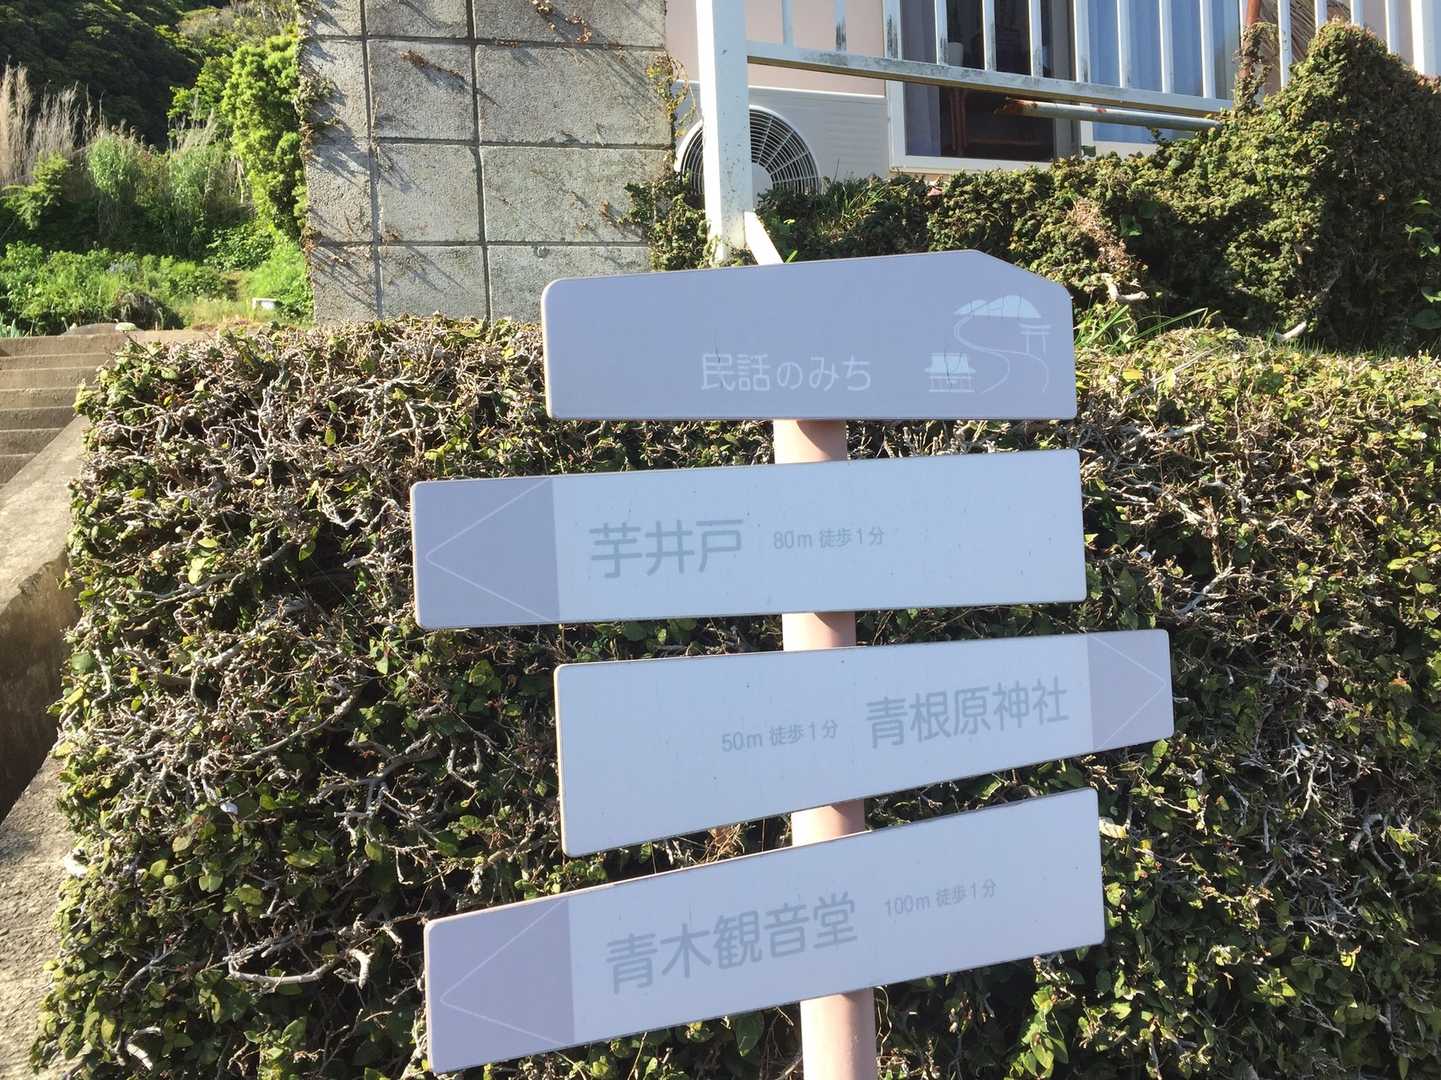 民話のみち
芋井戸 80m 徒歩1分
50m 徒歩1分 青根原神社
青木観音堂 100m 徒歩1分